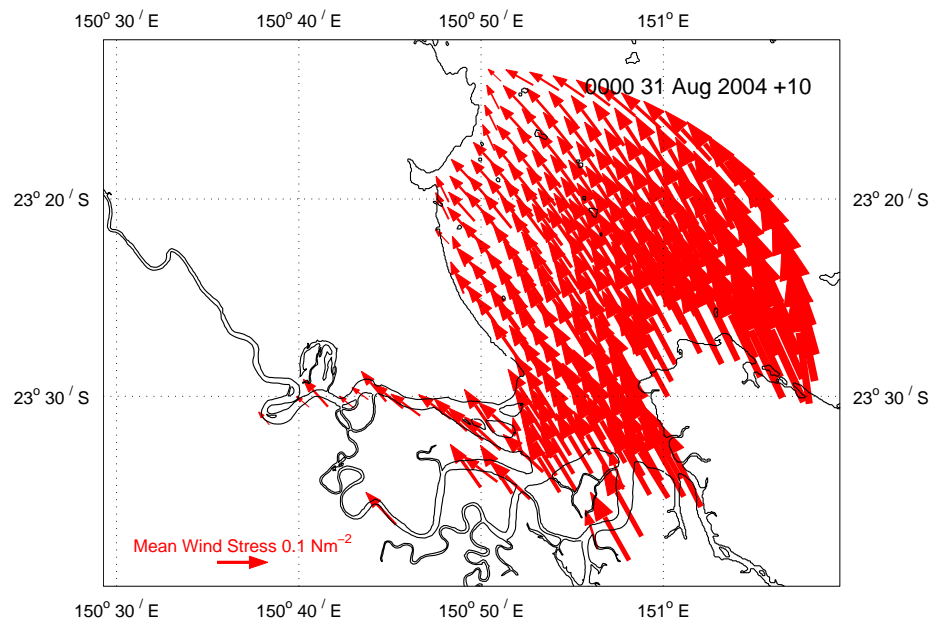 150° 30′ E 150° 40′ E 150° 50′ E 151° E
0000 31 Aug 2004 +10
23° 20′ S 23° 20′ S
23° 30′ S 23° 30′ S
Mean Wind Stress 0.1 Nm⁻²
150° 30′ E 150° 40′ E 150° 50′ E 151° E